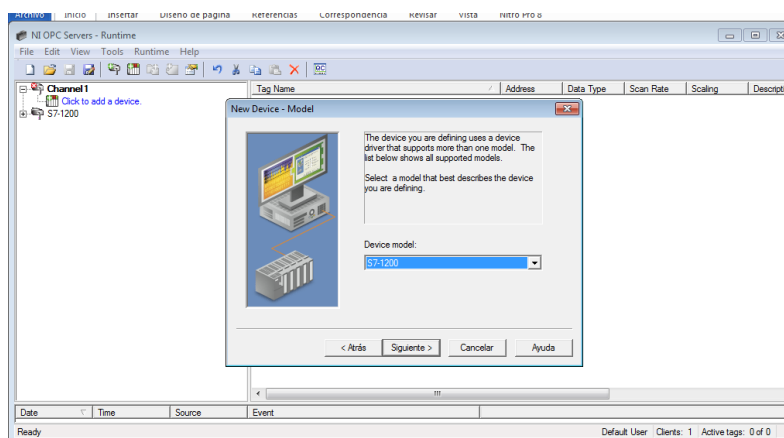 Archivo Inicio Insertar Diseño de página Referencias Correspondencia Revisar Vista Nitro Pro 8
NI OPC Servers - Runtime
File Edit View Tools Runtime Help
Channel1
Click to add a device.
S7-1200
Tag Name Address Data Type Scan Rate Scaling Descripti
New Device - Model
The device you are defining uses a device
driver that supports more than one model. The
list below shows all supported models.
Select a model that best describes the device
you are defining.
Device model:
S7-1200
< Atrás Siguiente > Cancelar Ayuda
Date Time Source Event
Ready Default User Clients: 1 Active tags: 0 of 0